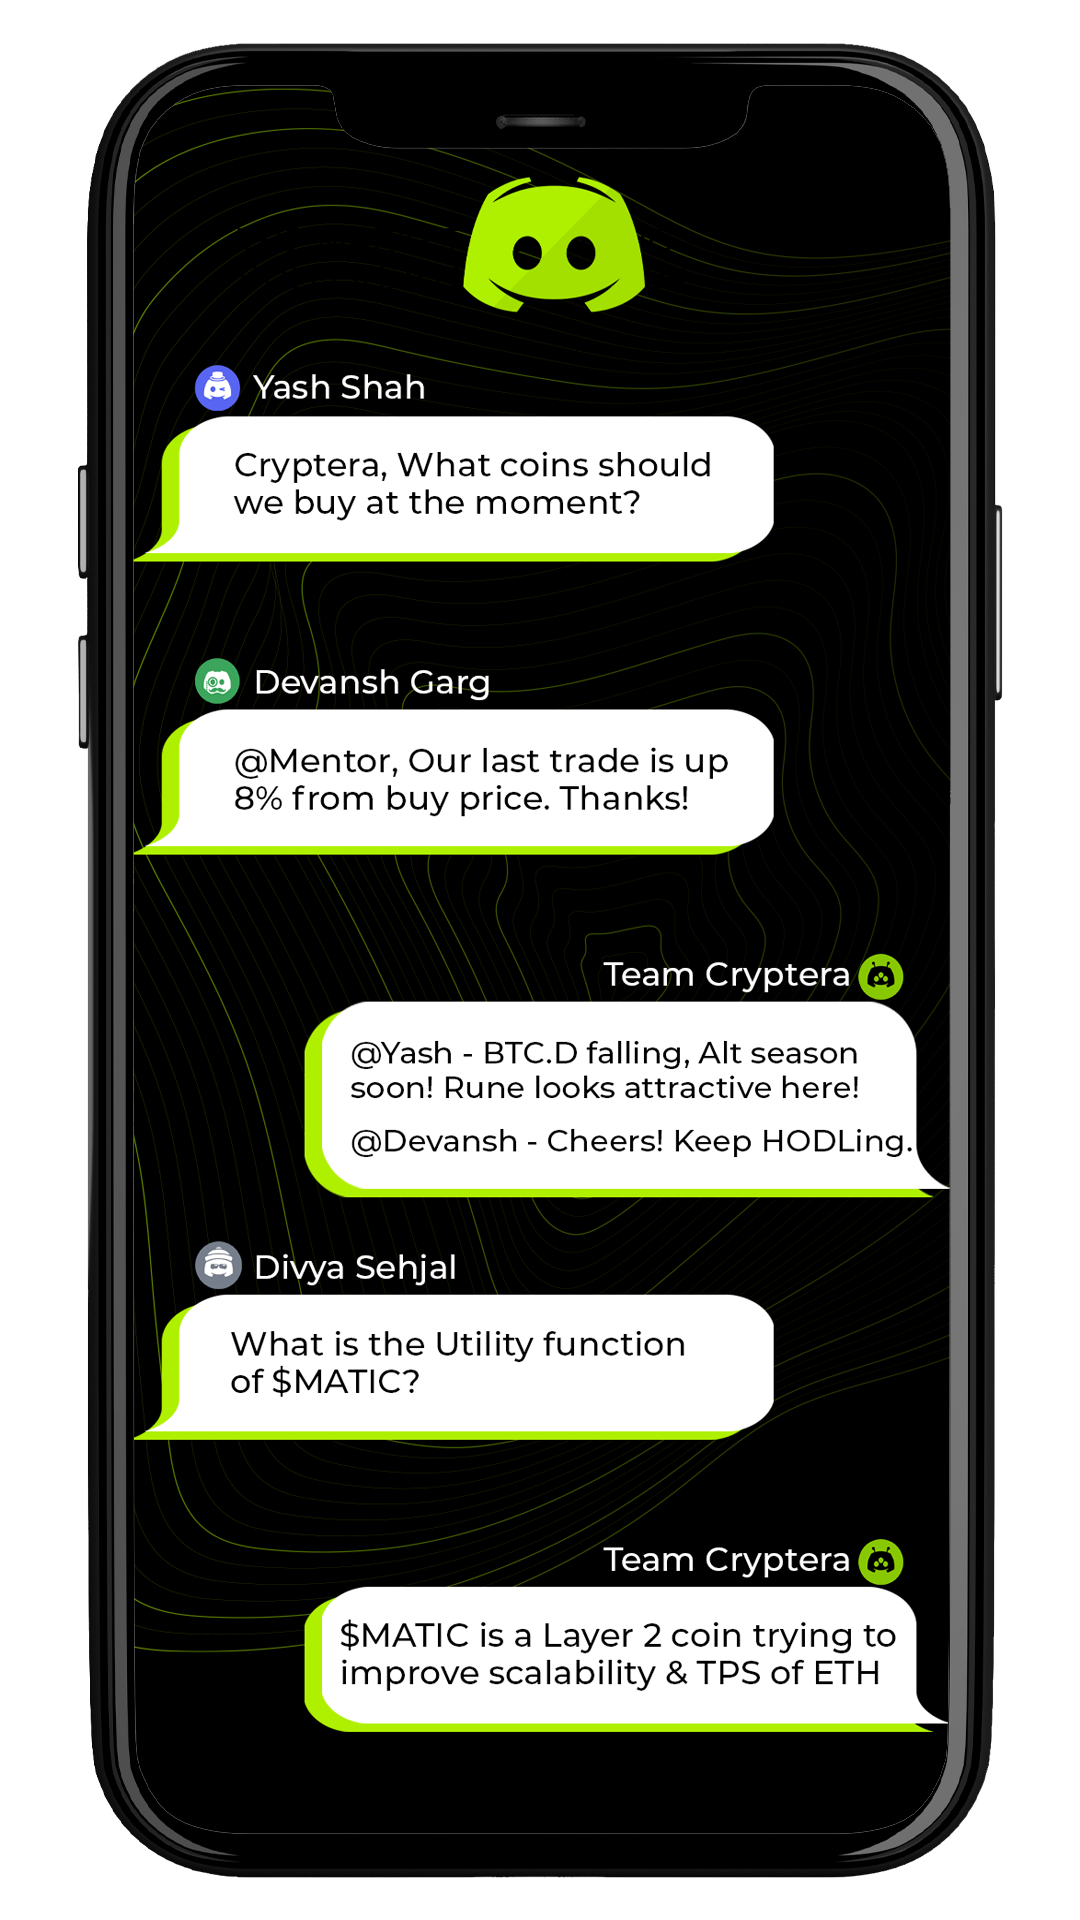 Yash Shah
Cryptera, What coins should
we buy at the moment?
Devansh Garg
@Mentor, Our last trade is up
8% from buy price. Thanks!
Team Cryptera
@Yash - BTC.D falling, Alt season
soon! Rune looks attractive here!
@Devansh - Cheers! Keep HODLing.
Divya Sehjal
What is the Utility function
of $MATIC?
Team Cryptera
$MATIC is a Layer 2 coin trying to
improve scalability & TPS of ETH